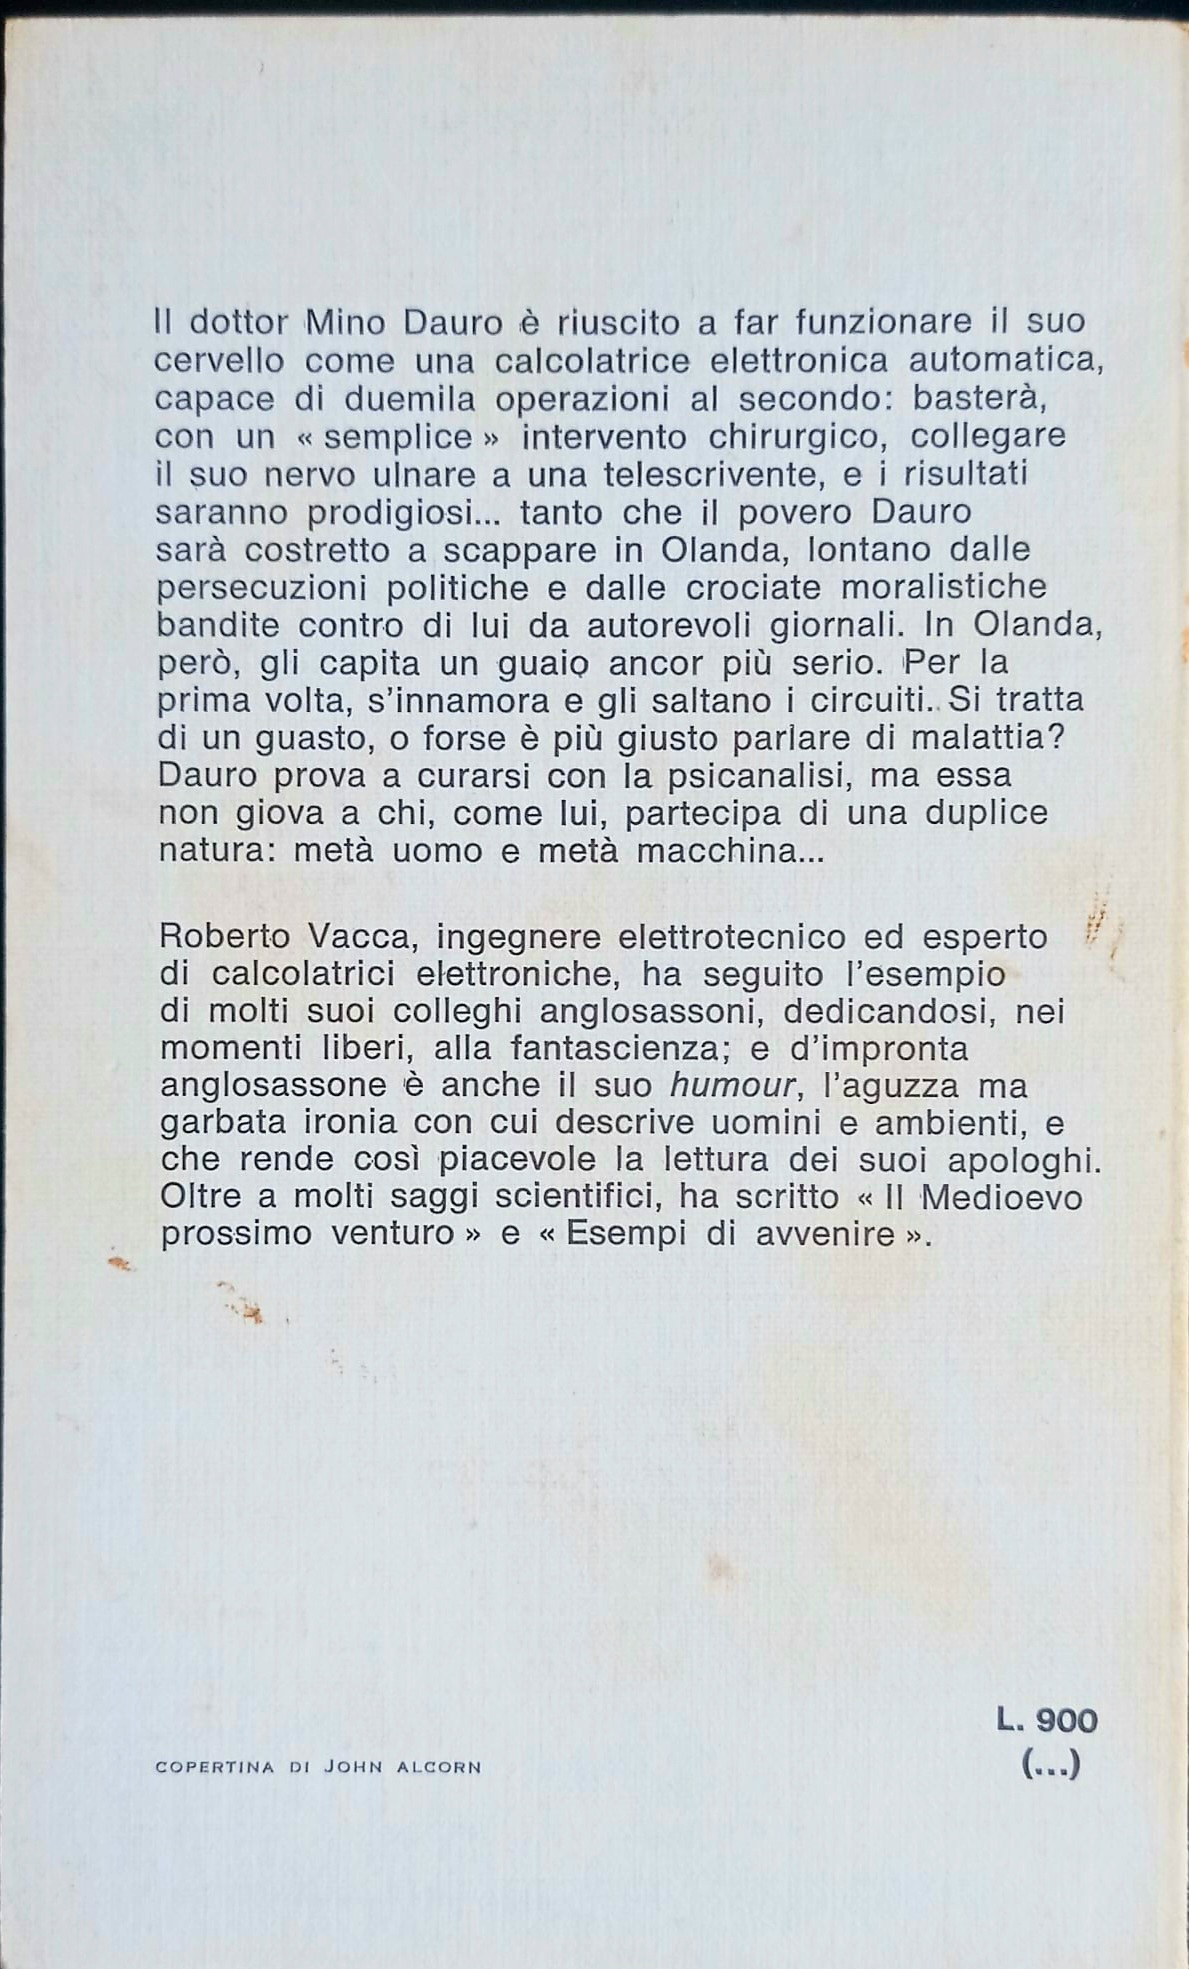 Il dottor Mino Dauro è riuscito a far funzionare il suo
cervello come una calcolatrice elettronica automatica,
capace di duemila operazioni al secondo: basterà,
con un « semplice » intervento chirurgico, collegare
il suo nervo ulnare a una telescrivente, e i risultati
saranno prodigiosi... tanto che il povero Dauro
sarà costretto a scappare in Olanda, lontano dalle
persecuzioni politiche e dalle crociate moralistiche
bandite contro di lui da autorevoli giornali. In Olanda,
però, gli capita un guaio ancor più serio. Per la
prima volta, s'innamora e gli saltano i circuiti. Si tratta
di un guasto, o forse è più giusto parlare di malattia?
Dauro prova a curarsi con la psicanalisi, ma essa
non giova a chi, come lui, partecipa di una duplice
natura: metà uomo e metà macchina...
Roberto Vacca, ingegnere elettrotecnico ed esperto
di calcolatrici elettroniche, ha seguito l'esempio
di molti suoi colleghi anglosassoni, dedicandosi, nei
momenti liberi, alla fantascienza; e d'impronta
anglosassone è anche il suo humour, l'aguzza ma
garbata ironia con cui descrive uomini e ambienti, e
che rende così piacevole la lettura dei suoi apologhi.
Oltre a molti saggi scientifici, ha scritto « Il Medioevo
prossimo venturo » e « Esempi di avvenire ».
L. 900
(...)
COPERTINA DI JOHN ALCORN